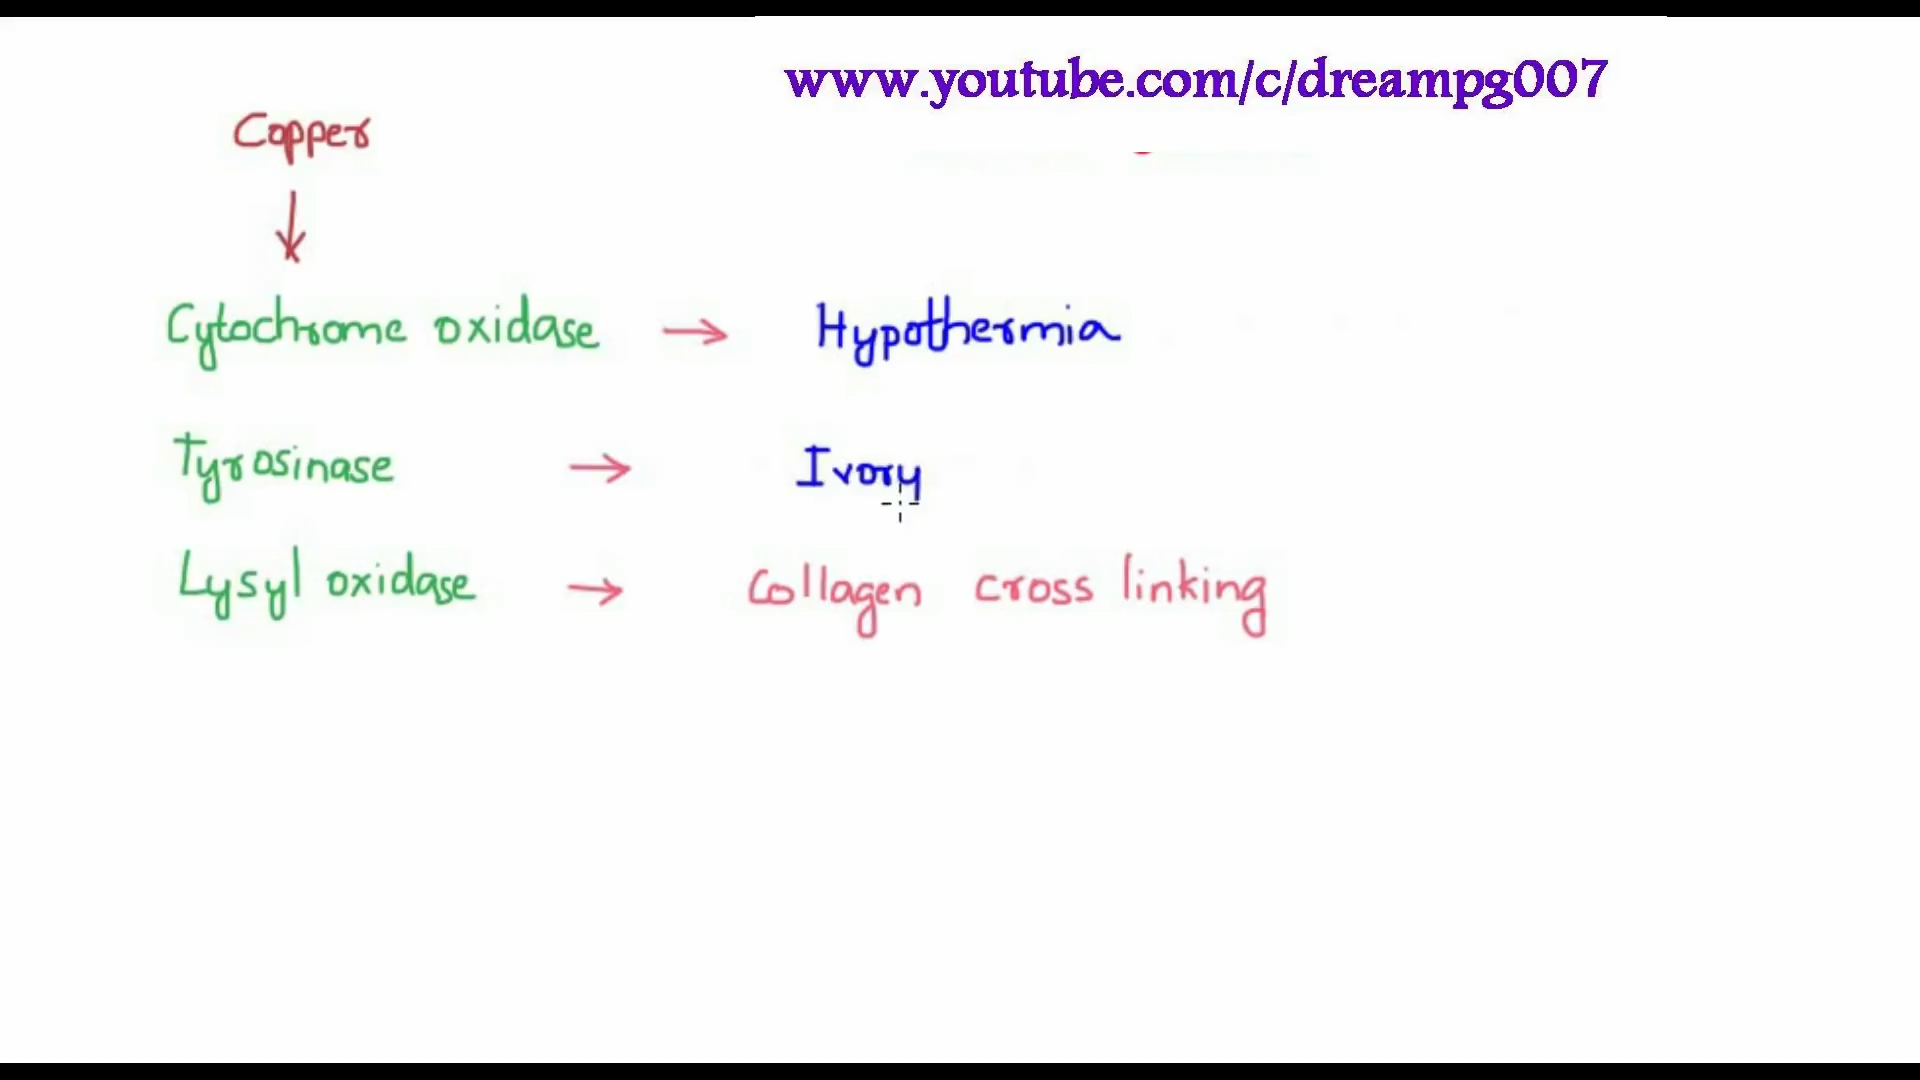 www.youtube.com/c/dreampg007
Copper
Cytochrome oxidase → Hypothermia
Tyrosinase → Ivory
Lysyl oxidase → Collagen cross linking